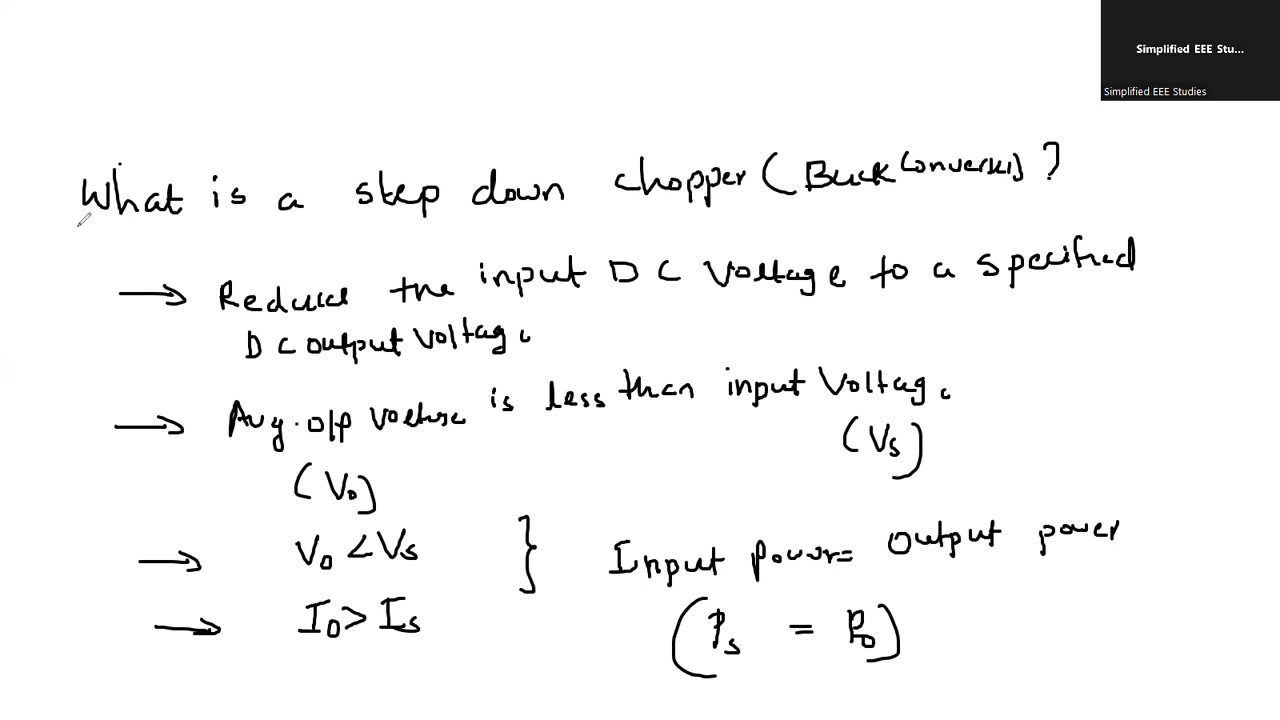 Simplified EEE Stu...
Simplified EEE Studies
What is a step down chopper (Buck Converter) ?
→ Reduce the input DC Voltage to a specified
DC output voltage
→ Avg. o/p voltage is less than input Voltage
(Vs)
(Vo)
→ Vo < Vs } Input power = Output power
→ Io > Is (Ps = Po)